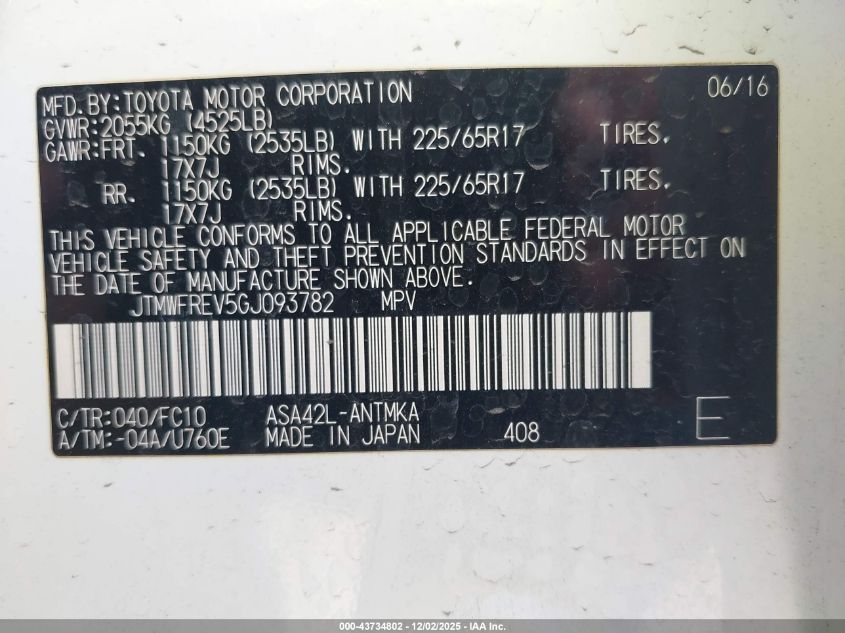 MFD. BY: TOYOTA MOTOR CORPORATION 06/16
GVWR: 2055KG (4525LB)
GAWR: FRT. 1150KG (2535LB) WITH 225/65R17 TIRES.
17X7J RIMS.
RR. 1150KG (2535LB) WITH 225/65R17 TIRES.
17X7J RIMS.
THIS VEHICLE CONFORMS TO ALL APPLICABLE FEDERAL MOTOR
VEHICLE SAFETY AND THEFT PREVENTION STANDARDS IN EFFECT ON
THE DATE OF MANUFACTURE SHOWN ABOVE.
JTMWFREV5GJ093782 MPV
C/TR: 040/FC10 ASA42L-ANTMKA
A/TM: -04A/U760E MADE IN JAPAN 408 E
000-43734802 - 12/02/2025 - IAA Inc.